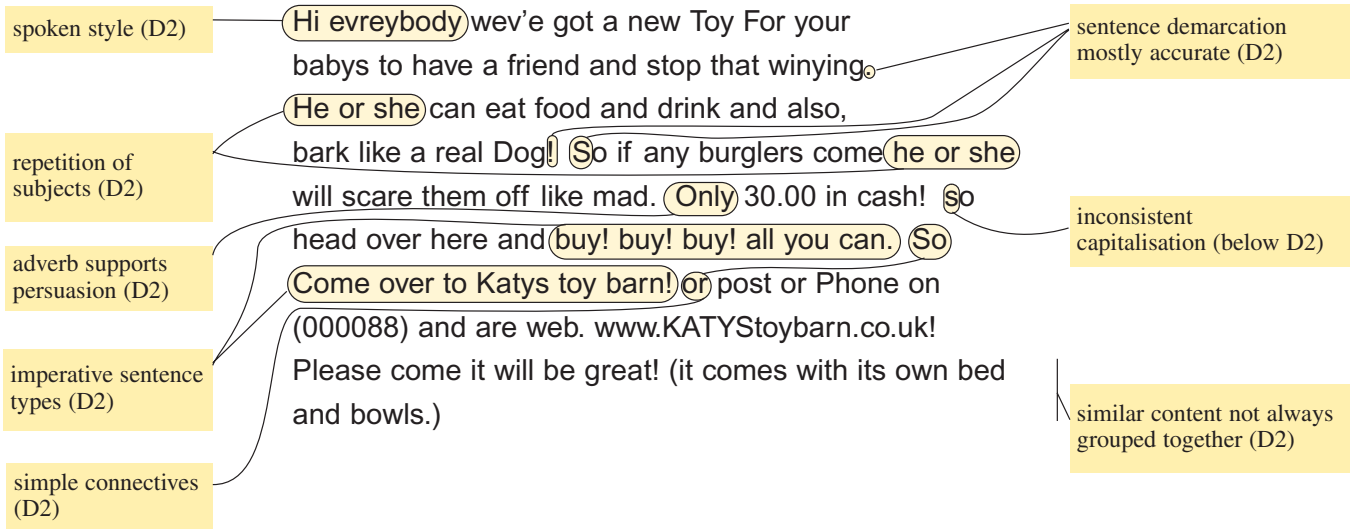 spoken style (D2)
repetition of
subjects (D2)
adverb supports
persuasion (D2)
imperative sentence
types (D2)
simple connectives
(D2)
Hi evreybody wev'e got a new Toy For your
babys to have a friend and stop that winying.
He or she can eat food and drink and also,
bark like a real Dog! So if any burglers come he or she
will scare them off like mad. Only 30.00 in cash! so
head over here and buy! buy! buy! all you can. So
Come over to Katys toy barn! or post or Phone on
(000088) and are web. www.KATYStoybarn.co.uk!
Please come it will be great! (it comes with its own bed
and bowls.)
sentence demarcation
mostly accurate (D2)
inconsistent
capitalisation (below D2)
similar content not always
grouped together (D2)